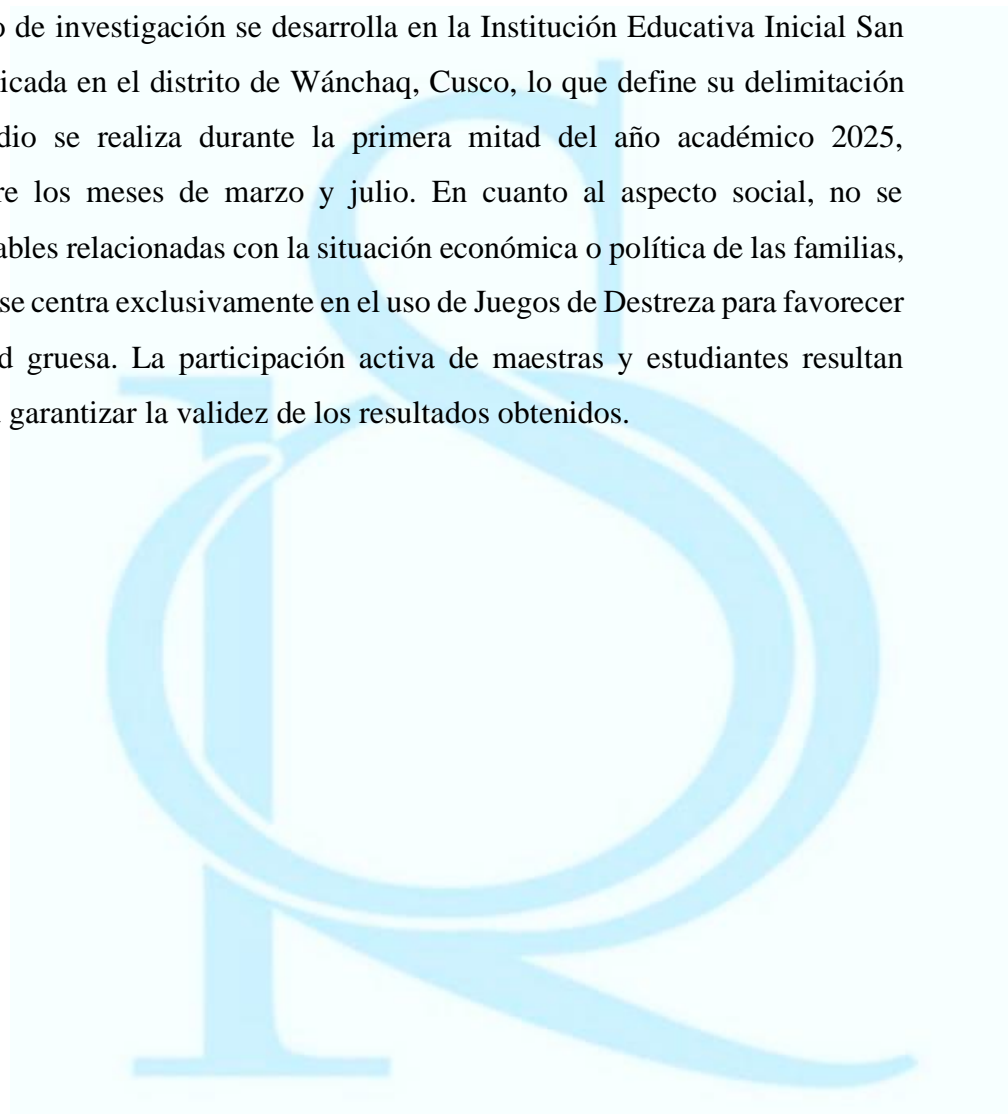 de investigación se desarrolla en la Institución Educativa Inicial San
icada en el distrito de Wánchaq, Cusco, lo que define su delimitación
dio se realiza durante la primera mitad del año académico 2025,
re los meses de marzo y julio. En cuanto al aspecto social, no se
ables relacionadas con la situación económica o política de las familias,
se centra exclusivamente en el uso de Juegos de Destreza para favorecer
d gruesa. La participación activa de maestras y estudiantes resultan
garantizar la validez de los resultados obtenidos.